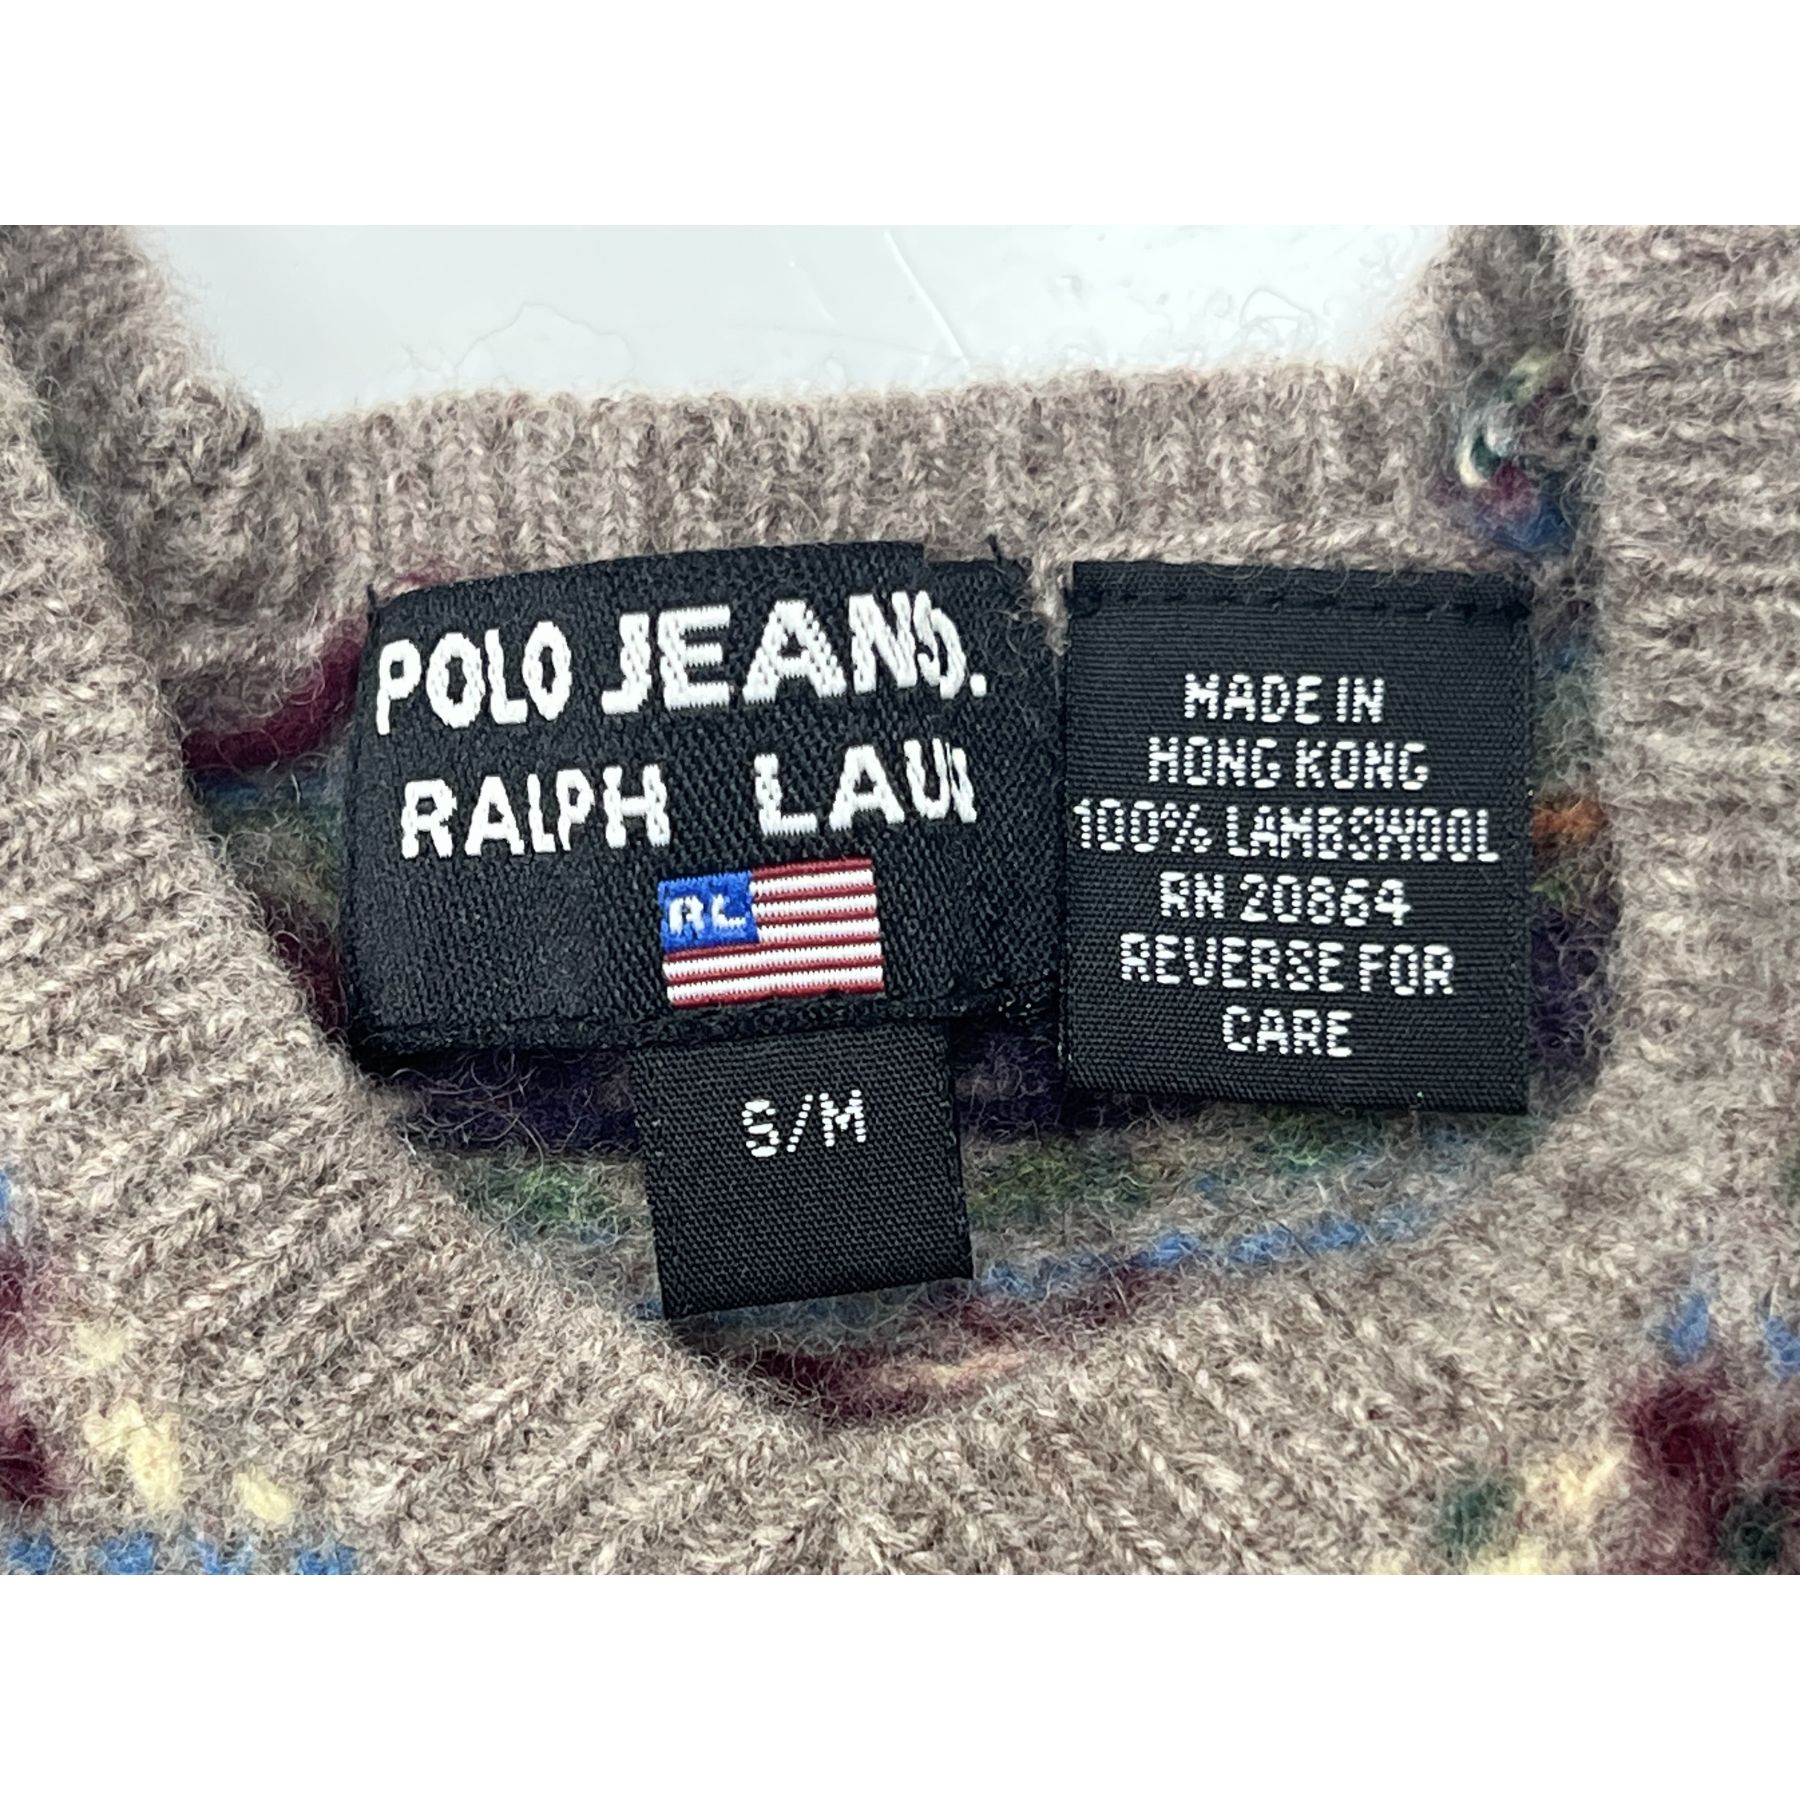 POLO JEANS.
RALPH LAU
RL
S/M
MADE IN
HONG KONG
100% LAMBSWOOL
RN 20864
REVERSE FOR
CARE